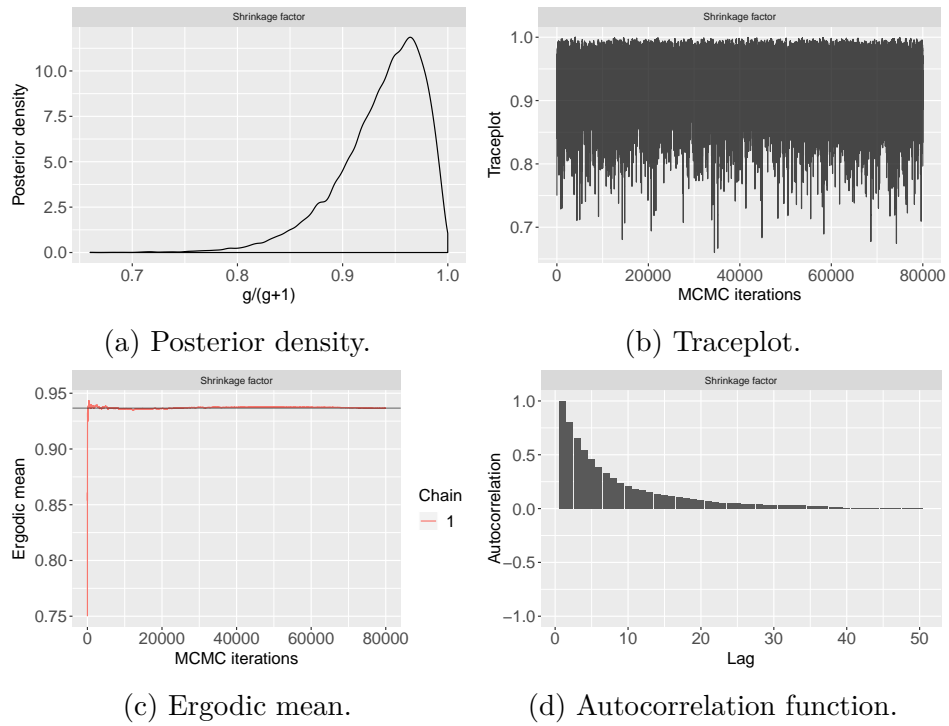 Shrinkage factor
10.0
7.5
5.0
2.5
0.0
Posterior density
0.7 0.8 0.9 1.0
g/(g+1)
(a) Posterior density.
Shrinkage factor
1.0
0.9
0.8
0.7
Traceplot
0 20000 40000 60000 80000
MCMC iterations
(b) Traceplot.
Shrinkage factor
0.95
0.90
0.85
0.80
0.75
Ergodic mean
0 20000 40000 60000 80000
MCMC iterations
Chain
1
(c) Ergodic mean.
Shrinkage factor
1.0
0.5
0.0
−0.5
−1.0
Autocorrelation
0 10 20 30 40 50
Lag
(d) Autocorrelation function.